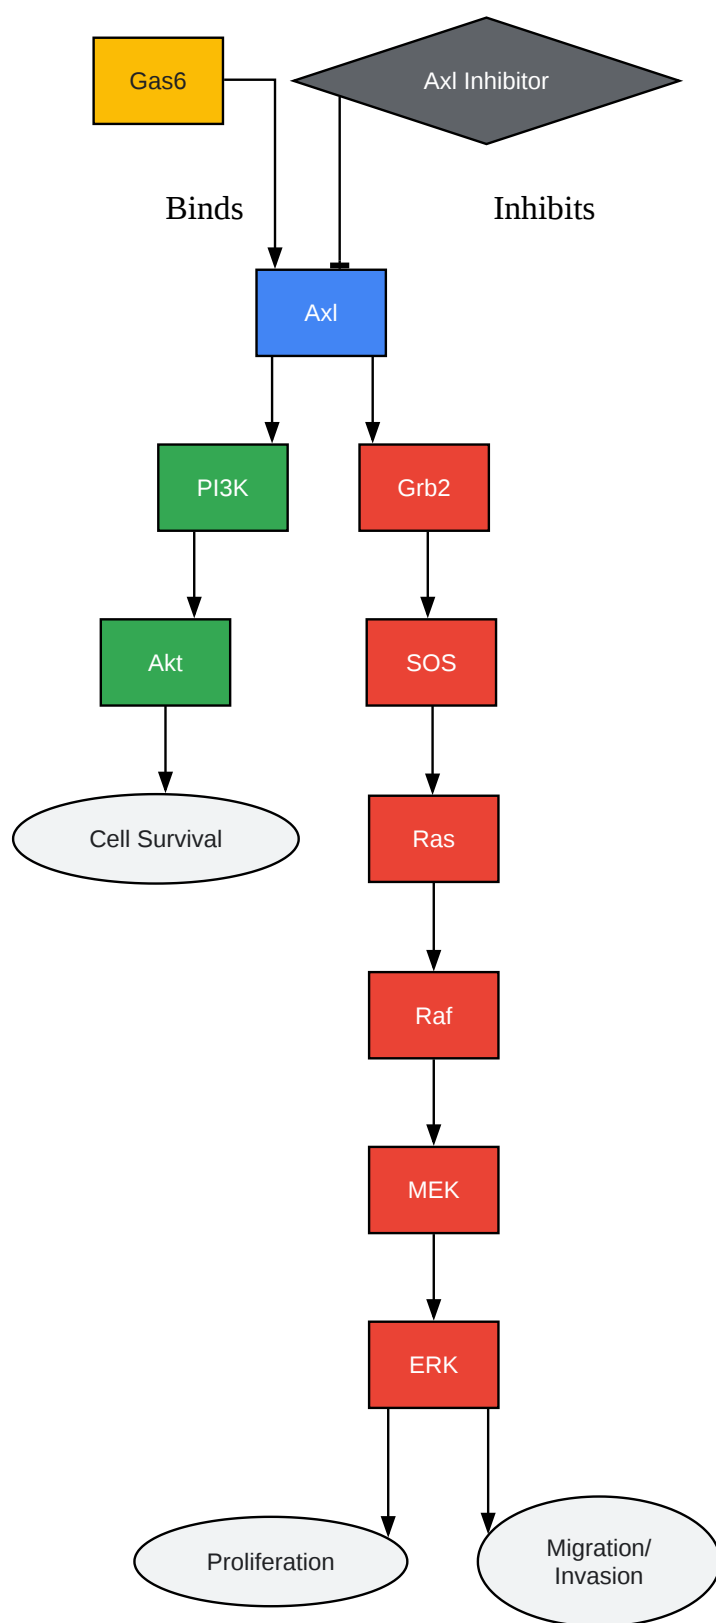 Gas6
Axl Inhibitor
Binds
Inhibits
Axl
PI3K
Grb2
Akt
SOS
Cell Survival
Ras
Raf
MEK
ERK
Proliferation
Migration/
Invasion